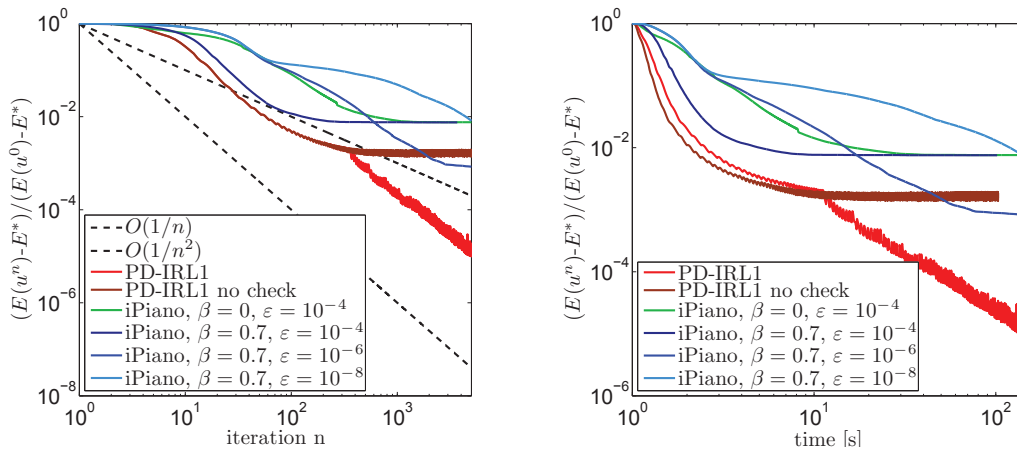 10^0
10^-2
10^-4
10^-6
10^-8
(E(u^n)-E*)/(E(u^0)-E*)
O(1/n)
O(1/n^2)
PD-IRL1
PD-IRL1 no check
iPiano, β = 0, ε = 10^-4
iPiano, β = 0.7, ε = 10^-4
iPiano, β = 0.7, ε = 10^-6
iPiano, β = 0.7, ε = 10^-8
10^0 10^1 10^2 10^3
iteration n
10^0
10^-2
10^-4
10^-6
(E(u^n)-E*)/(E(u^0)-E*)
PD-IRL1
PD-IRL1 no check
iPiano, β = 0, ε = 10^-4
iPiano, β = 0.7, ε = 10^-4
iPiano, β = 0.7, ε = 10^-6
iPiano, β = 0.7, ε = 10^-8
10^0 10^1 10^2
time [s]